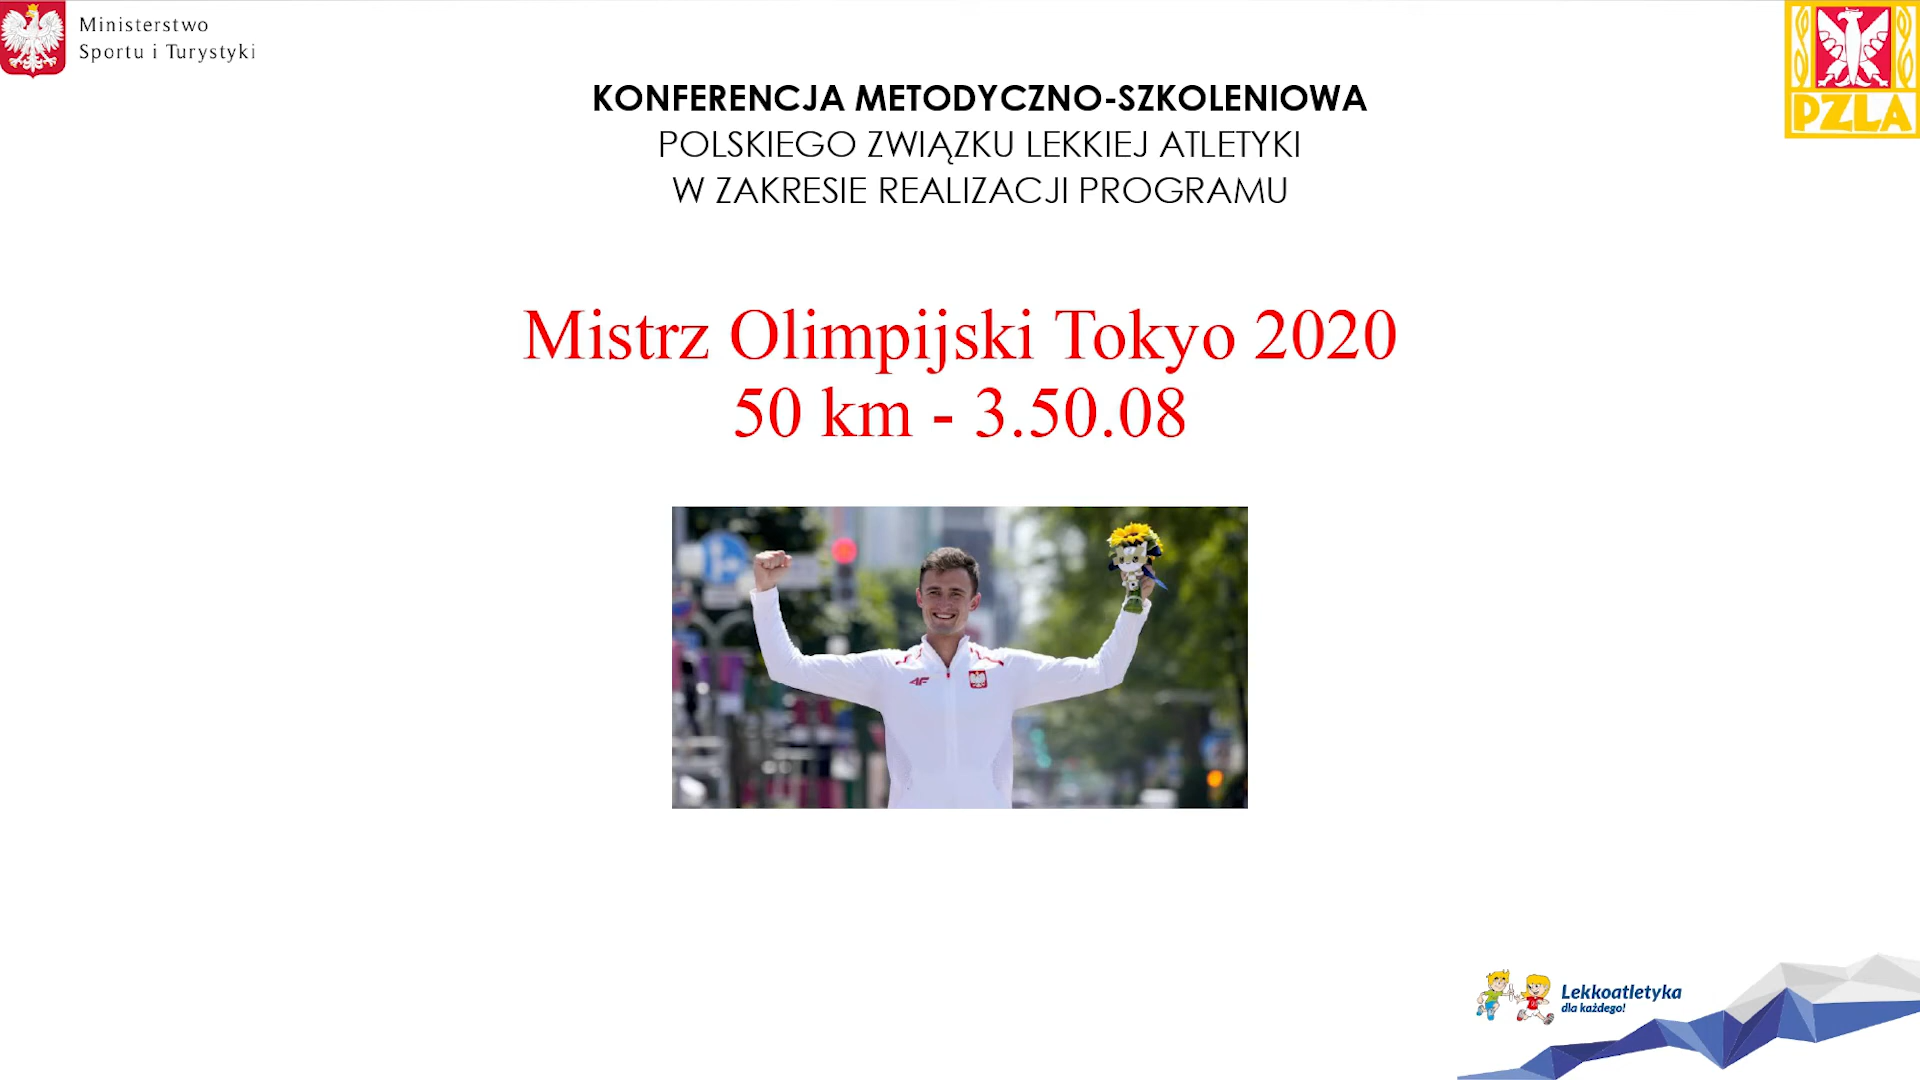 Ministerstwo
Sportu i Turystyki
PZLA
KONFERENCJA METODYCZNO-SZKOLENIOWA
POLSKIEGO ZWIĄZKU LEKKIEJ ATLETYKI
W ZAKRESIE REALIZACJI PROGRAMU
Mistrz Olimpijski Tokyo 2020
50 km - 3.50.08
4F
Lekkoatletyka
dla każdego!